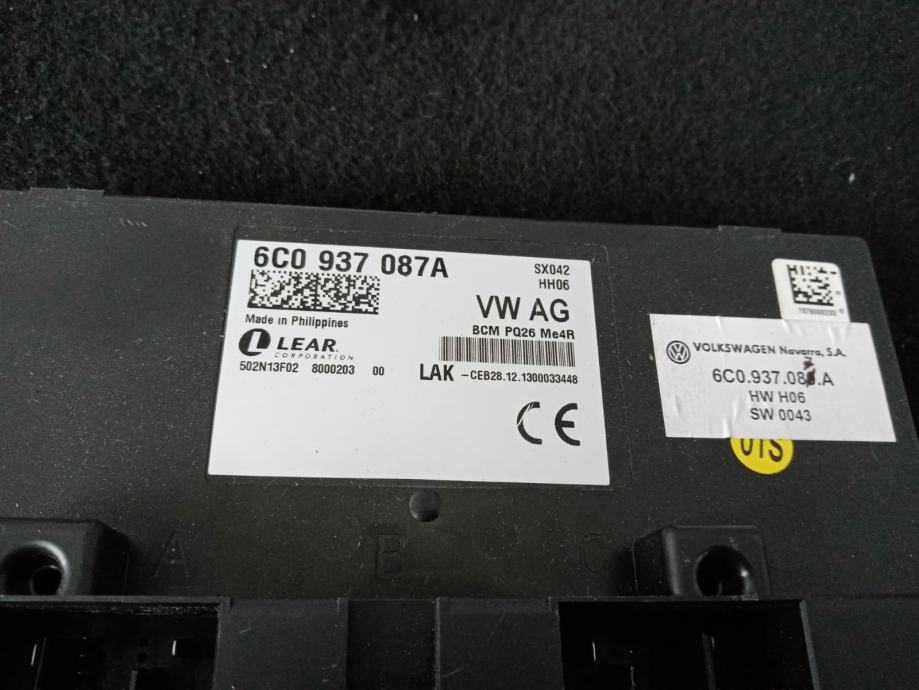 6C0 937 087A
SX042
HH06
VW AG
Made in Philippines
BCM PQ26 Me4R
LEAR
CORPORATION
502N13F02 8000203 00
LAK -CEB28.12.1300033448
CE
VOLKSWAGEN Navarra, S.A.
HW H06
SW 0043
A
B
C